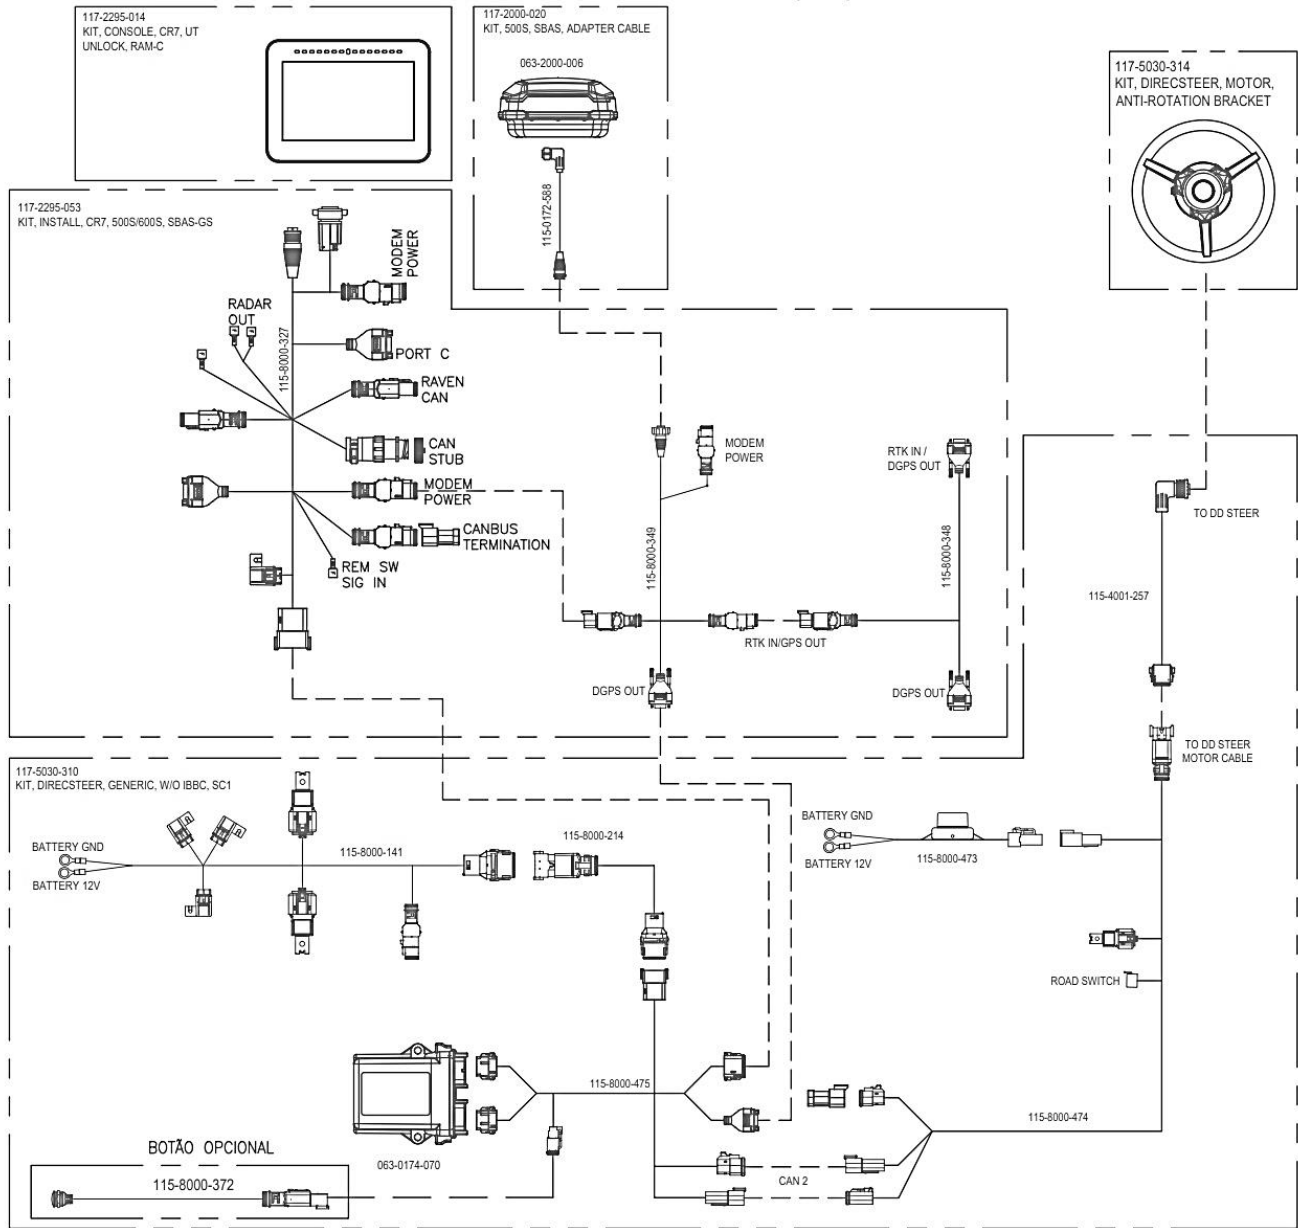 117-2295-014
KIT, CONSOLE, CR7, UT
UNLOCK, RAM-C
117-2000-020
KIT, 500S, SBAS, ADAPTER CABLE
063-2000-006
115-0172-588
117-5030-314
KIT, DIRECSTEER, MOTOR,
ANTI-ROTATION BRACKET
117-2295-053
KIT, INSTALL, CR7, 500S/600S, SBAS-GS
MODEM
POWER
RADAR
OUT
115-8000-327
PORT C
RAVEN
CAN
CAN
STUB
MODEM
POWER
CANBUS
TERMINATION
REM SW
SIG IN
MODEM
POWER
RTK IN /
DGPS OUT
115-8000-349
115-8000-348
RTK IN/GPS OUT
DGPS OUT
DGPS OUT
TO DD STEER
115-4001-257
TO DD STEER
MOTOR CABLE
117-5030-310
KIT, DIRECSTEER, GENERIC, W/O IBBC, SC1
BATTERY GND
BATTERY 12V
115-8000-141
115-8000-214
BATTERY GND
BATTERY 12V
115-8000-473
ROAD SWITCH
115-8000-475
115-8000-474
063-0174-070
CAN 2
BOTÃO OPCIONAL
115-8000-372